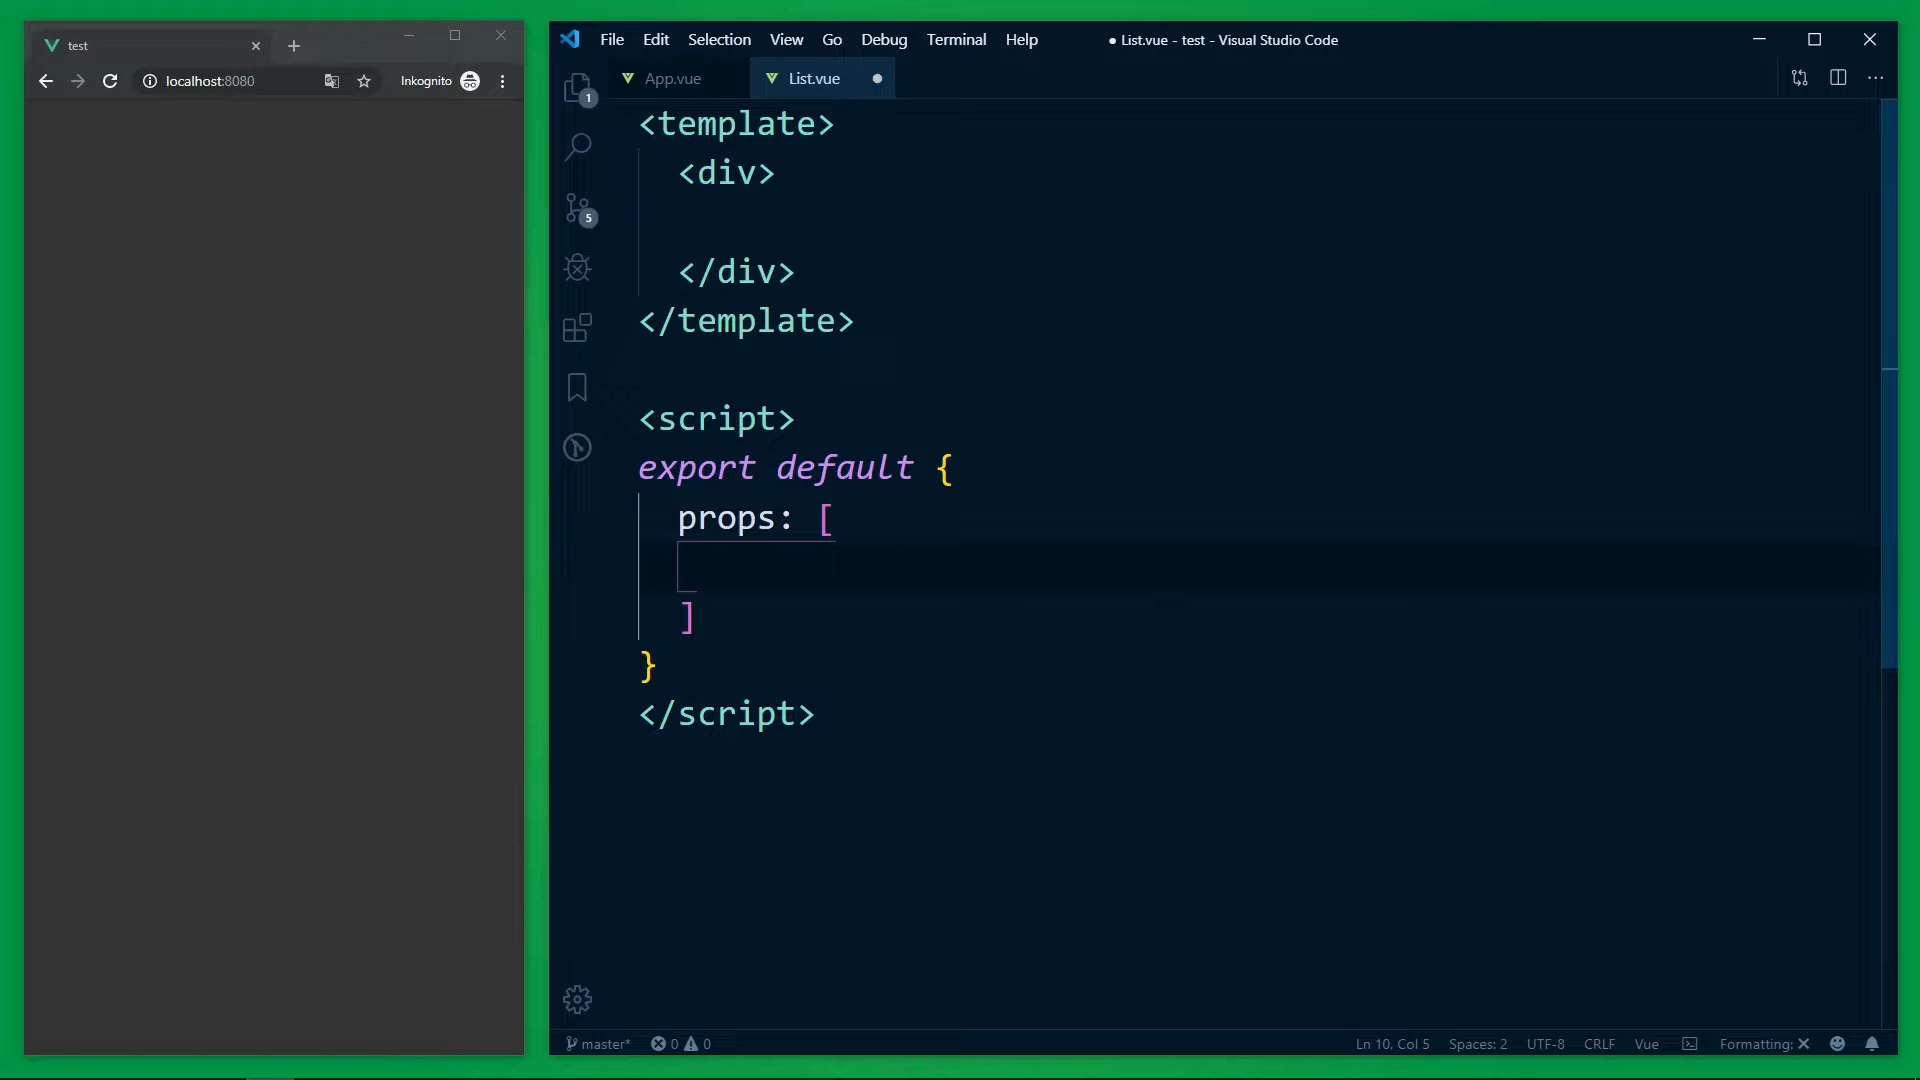 test
localhost:8080
Inkognito
File Edit Selection View Go Debug Terminal Help
● List.vue - test - Visual Studio Code
App.vue
List.vue
1
5
<template>
<div>
</div>
</template>
<script>
export default {
props: [
]
}
</script>
master* 0 0
Ln 10, Col 5 Spaces: 2 UTF-8 CRLF Vue Formatting: ✕